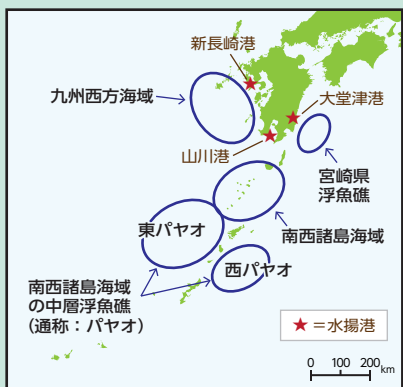 新長崎港
九州西方海域
大堂津港
山川港
宮崎県
浮魚礁
東パヤオ
南西諸島海域
西パヤオ
南西諸島海域
の中層浮魚礁
(通称:パヤオ)
★=水揚港
0 100 200 km